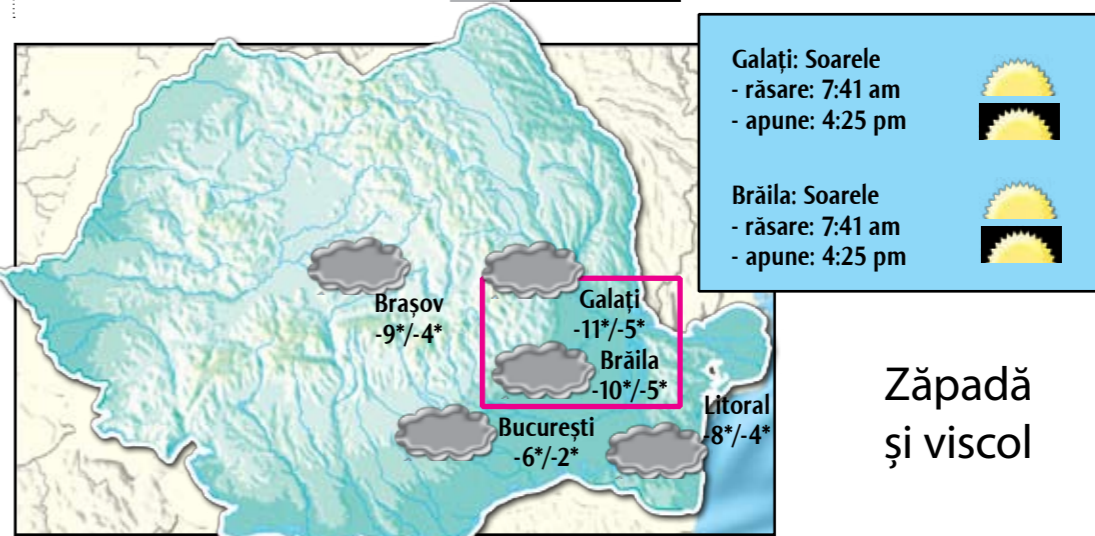 Galați: Soarele
- răsare: 7:41 am
- apune: 4:25 pm
Brăila: Soarele
- răsare: 7:41 am
- apune: 4:25 pm
Brașov
-9*/-4*
Galați
-11*/-5*
Brăila
-10*/-5*
Litoral
-8*/-4*
București
-6*/-2*
Zăpadă
și viscol